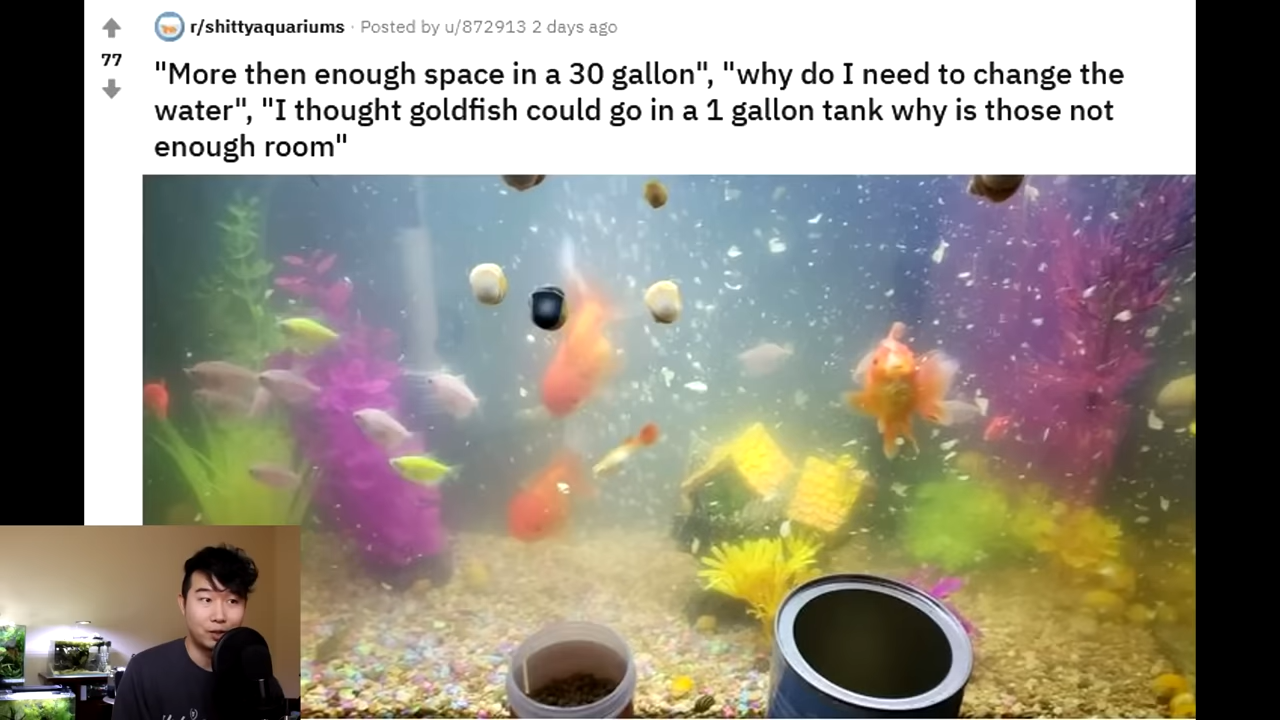 r/shittyaquariums · Posted by u/872913 2 days ago
77
"More then enough space in a 30 gallon", "why do I need to change the
water", "I thought goldfish could go in a 1 gallon tank why is those not
enough room"